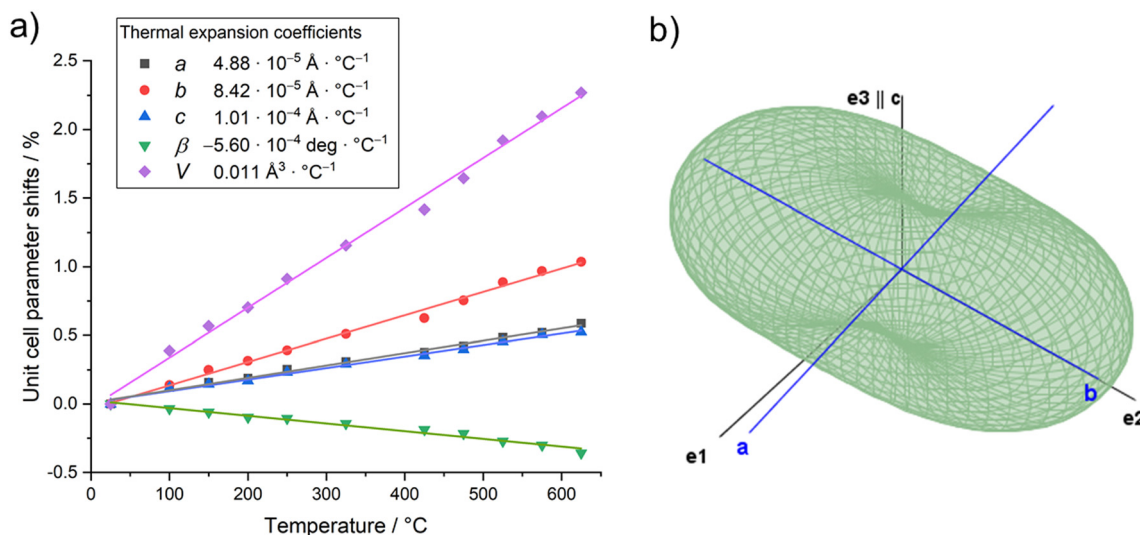 a)
Thermal expansion coefficients
a 4.88 · 10⁻⁵ Å · °C⁻¹
b 8.42 · 10⁻⁵ Å · °C⁻¹
c 1.01 · 10⁻⁴ Å · °C⁻¹
β −5.60 · 10⁻⁴ deg · °C⁻¹
V 0.011 Å³ · °C⁻¹
Unit cell parameter shifts / %
2.5
2.0
1.5
1.0
0.5
0.0
-0.5
0 100 200 300 400 500 600
Temperature / °C
b)
e3 || c
b
e2
e1
a